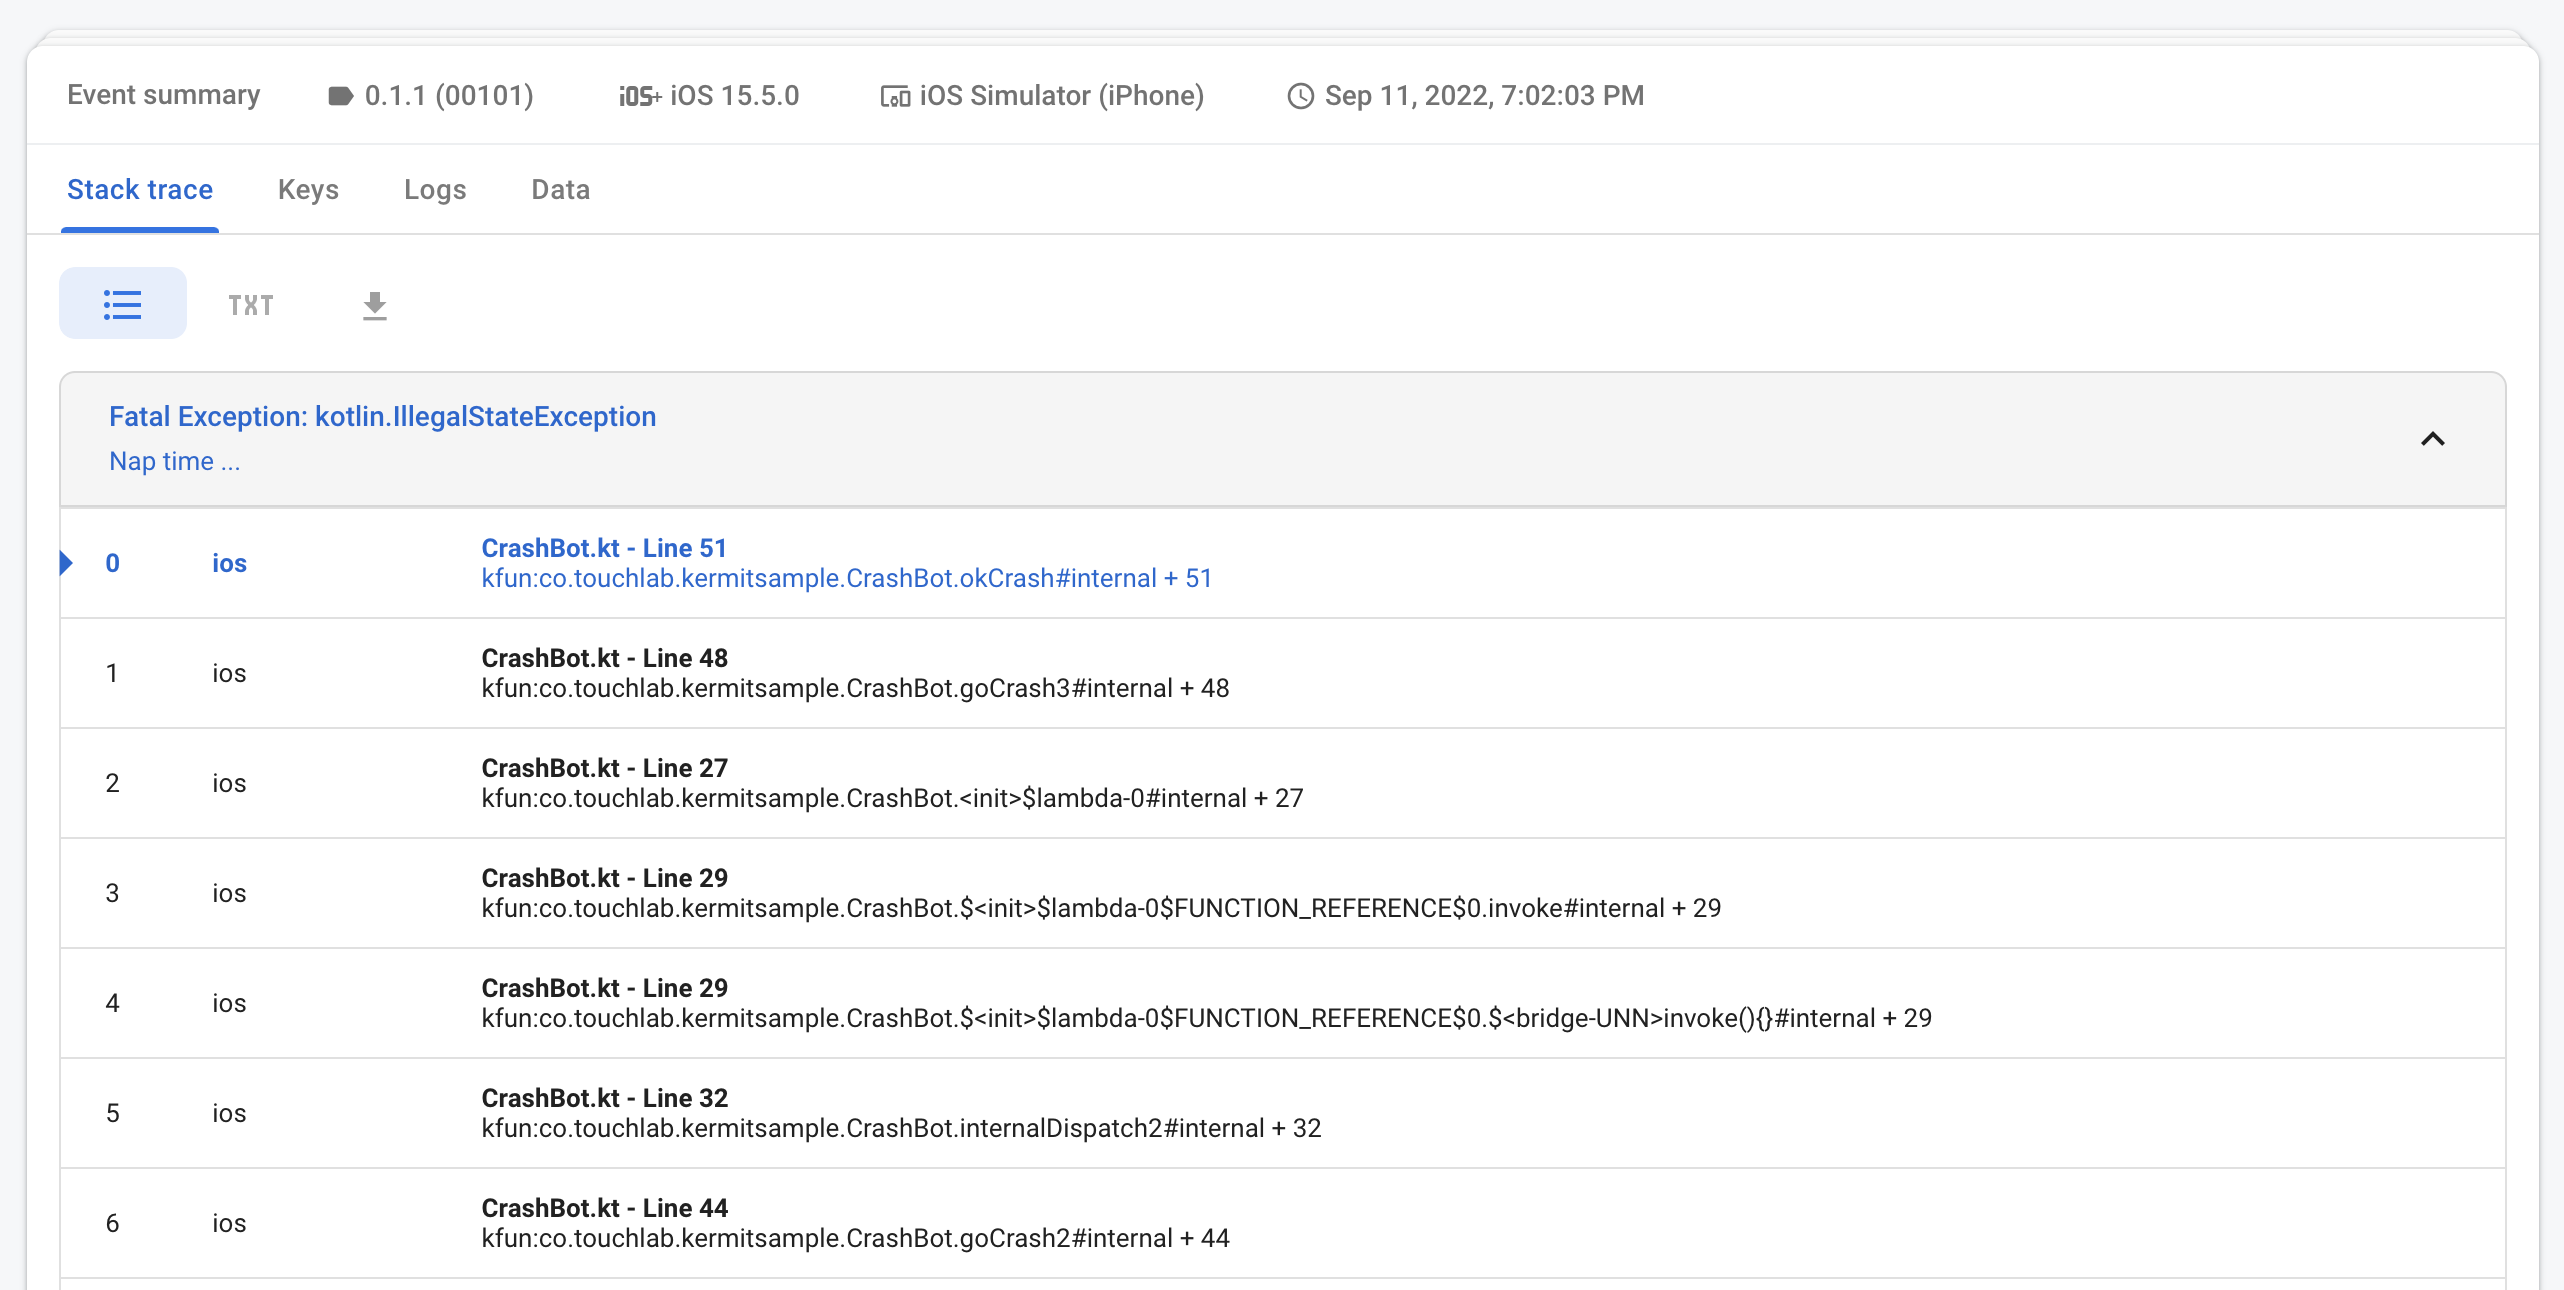 Event summary 0.1.1 (00101) iOS+ iOS 15.5.0 iOS Simulator (iPhone) Sep 11, 2022, 7:02:03 PM
Stack trace Keys Logs Data
TXT
Fatal Exception: kotlin.IllegalStateException
Nap time ...
0 ios CrashBot.kt - Line 51
kfun:co.touchlab.kermitsample.CrashBot.okCrash#internal + 51
1 ios CrashBot.kt - Line 48
kfun:co.touchlab.kermitsample.CrashBot.goCrash3#internal + 48
2 ios CrashBot.kt - Line 27
kfun:co.touchlab.kermitsample.CrashBot.<init>$lambda-0#internal + 27
3 ios CrashBot.kt - Line 29
kfun:co.touchlab.kermitsample.CrashBot.$<init>$lambda-0$FUNCTION_REFERENCE$0.invoke#internal + 29
4 ios CrashBot.kt - Line 29
kfun:co.touchlab.kermitsample.CrashBot.$<init>$lambda-0$FUNCTION_REFERENCE$0.$<bridge-UNN>invoke(){}#internal + 29
5 ios CrashBot.kt - Line 32
kfun:co.touchlab.kermitsample.CrashBot.internalDispatch2#internal + 32
6 ios CrashBot.kt - Line 44
kfun:co.touchlab.kermitsample.CrashBot.goCrash2#internal + 44